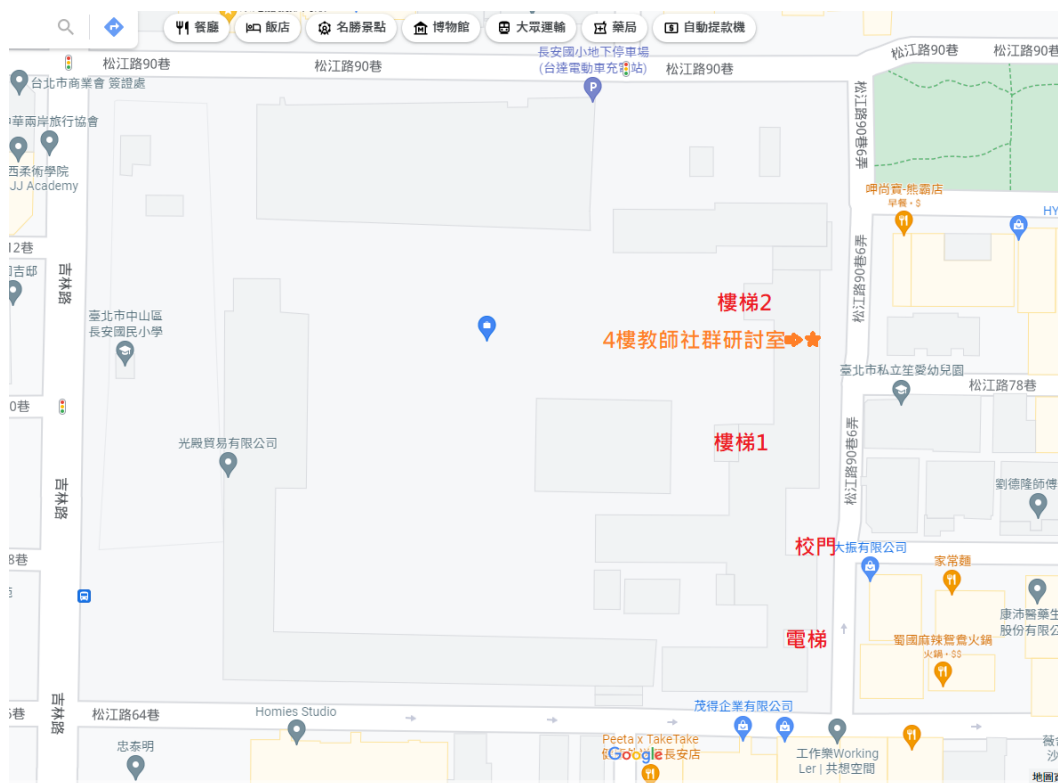 餐廳
飯店
名勝景點
博物館
大眾運輸
藥局
自動提款機
松江路90巷
松江路90巷
長安國小地下停車場
(台達電動車充電站)
松江路90巷
松江路90巷
松江路90巷
台北市商業會 簽證處
中華兩岸旅行協會
西柔術學院
JJ Academy
松江路90巷6弄
呷尚寶-熊霸店
早餐・$
HY
12巷
吉邸
吉林路
松江路90巷6弄
樓梯2
臺北市中山區
長安國民小學
4樓教師社群研討室
臺北市私立笙愛幼兒園
松江路78巷
0巷
樓梯1
光殿貿易有限公司
松江路90巷6弄
吉林路
劉德隆師傅
校門
大振有限公司
8巷
家常麵
康沛醫藥生
股份有限公
電梯
蜀國麻辣鴛鴦火鍋
火鍋・$$
吉林路
松江路64巷
Homies Studio
茂得企業有限公司
忠泰明
Peeta x TakeTake
長安店
Google
工作樂Working
Ler | 共想空間
薇
沙
地圖